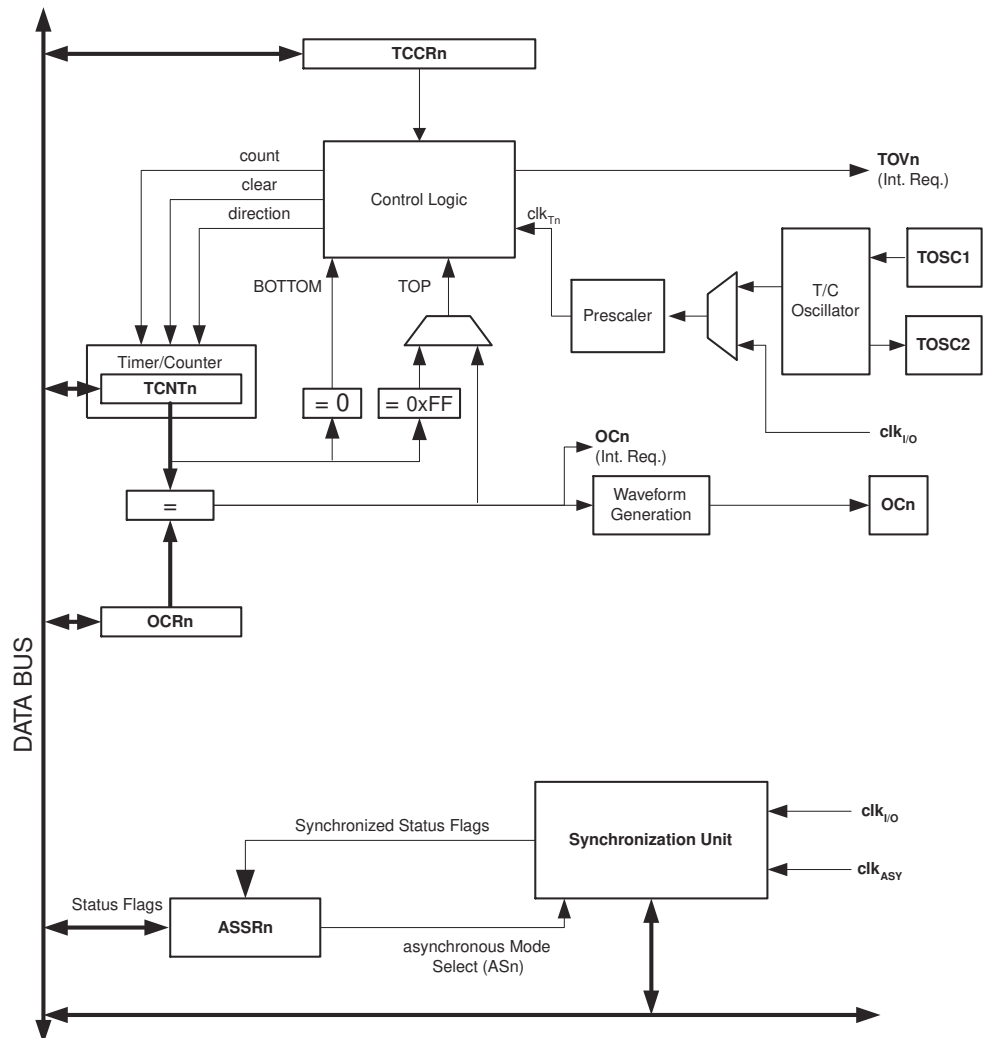 TCCRn
count
clear
direction
Control Logic
TOVn
(Int. Req.)
clkTn
BOTTOM
TOP
T/C
Oscillator
TOSC1
TOSC2
Prescaler
Timer/Counter
TCNTn
= 0
= 0xFF
clkI/O
OCn
(Int. Req.)
=
Waveform
Generation
OCn
OCRn
DATA BUS
Synchronized Status Flags
Synchronization Unit
clkI/O
clkASY
Status Flags
ASSRn
asynchronous Mode
Select (ASn)